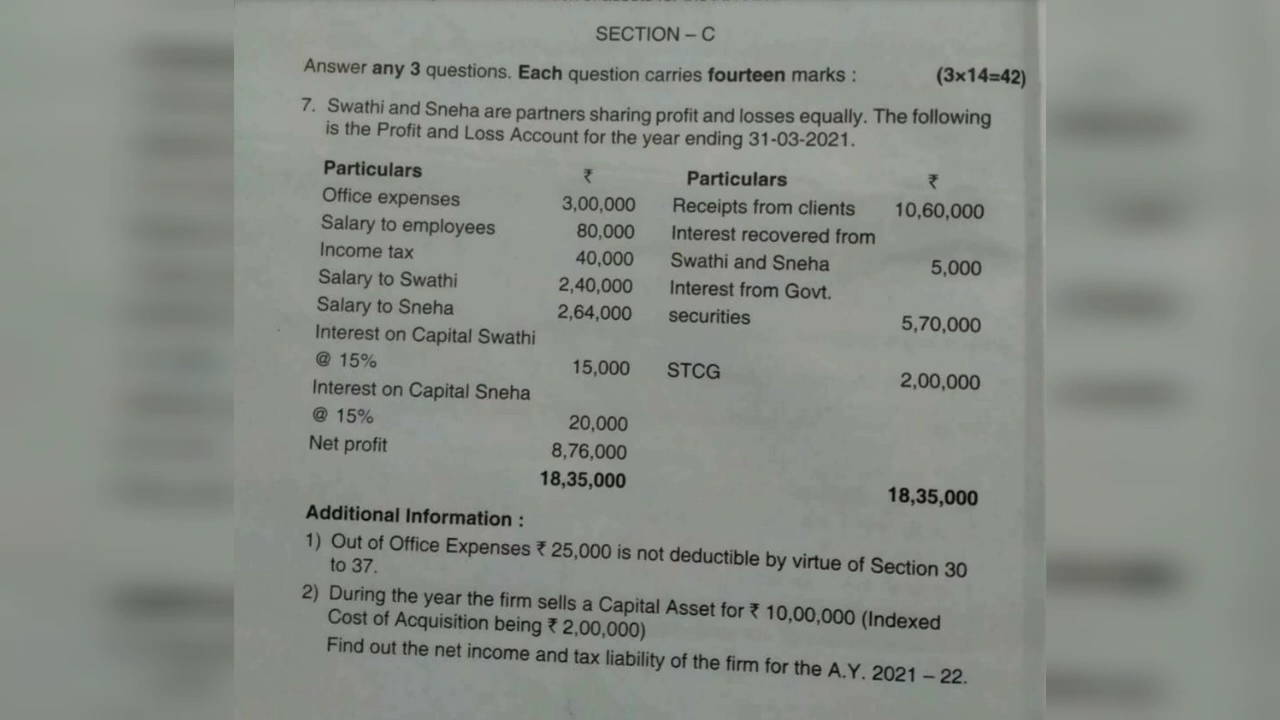 SECTION – C
Answer any 3 questions. Each question carries fourteen marks : (3×14=42)
7. Swathi and Sneha are partners sharing profit and losses equally. The following
is the Profit and Loss Account for the year ending 31-03-2021.
Particulars ₹ Particulars ₹
Office expenses 3,00,000 Receipts from clients 10,60,000
Salary to employees 80,000 Interest recovered from
Income tax 40,000 Swathi and Sneha 5,000
Salary to Swathi 2,40,000 Interest from Govt.
Salary to Sneha 2,64,000 securities 5,70,000
Interest on Capital Swathi
@ 15% 15,000 STCG 2,00,000
Interest on Capital Sneha
@ 15% 20,000
Net profit 8,76,000
18,35,000 18,35,000
Additional Information :
1) Out of Office Expenses ₹ 25,000 is not deductible by virtue of Section 30
to 37.
2) During the year the firm sells a Capital Asset for ₹ 10,00,000 (Indexed
Cost of Acquisition being ₹ 2,00,000)
Find out the net income and tax liability of the firm for the A.Y. 2021 – 22.